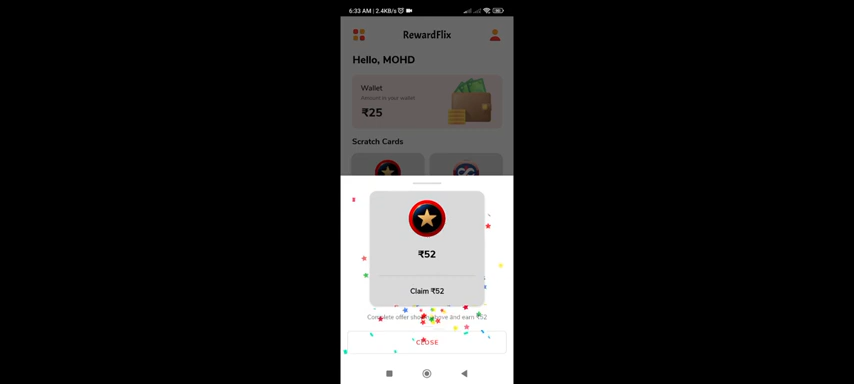 6:33 AM | 2.4KB/s
RewardFlix
Hello, MOHD
Wallet
Amount in your wallet
₹25
Scratch Cards
₹52
Claim ₹52
Complete offer shown above and earn ₹52
CLOSE